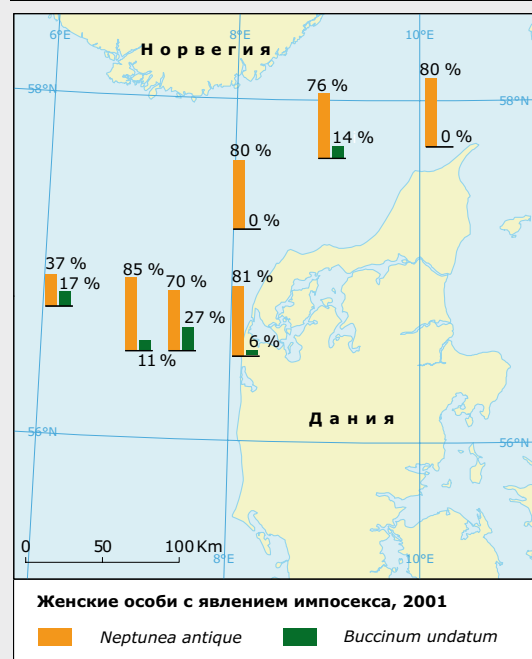 6°E 8°E 10°E
Норвегия
58°N 58°N
80 %
76 %
0 %
14 %
80 %
0 %
37 %
17 %
85 %
11 %
70 %
27 %
81 %
6 %
Дания
56°N 56°N
0 50 100 Km
8°E 10°E
Женские особи с явлением импосекса, 2001
Neptunea antique Buccinum undatum